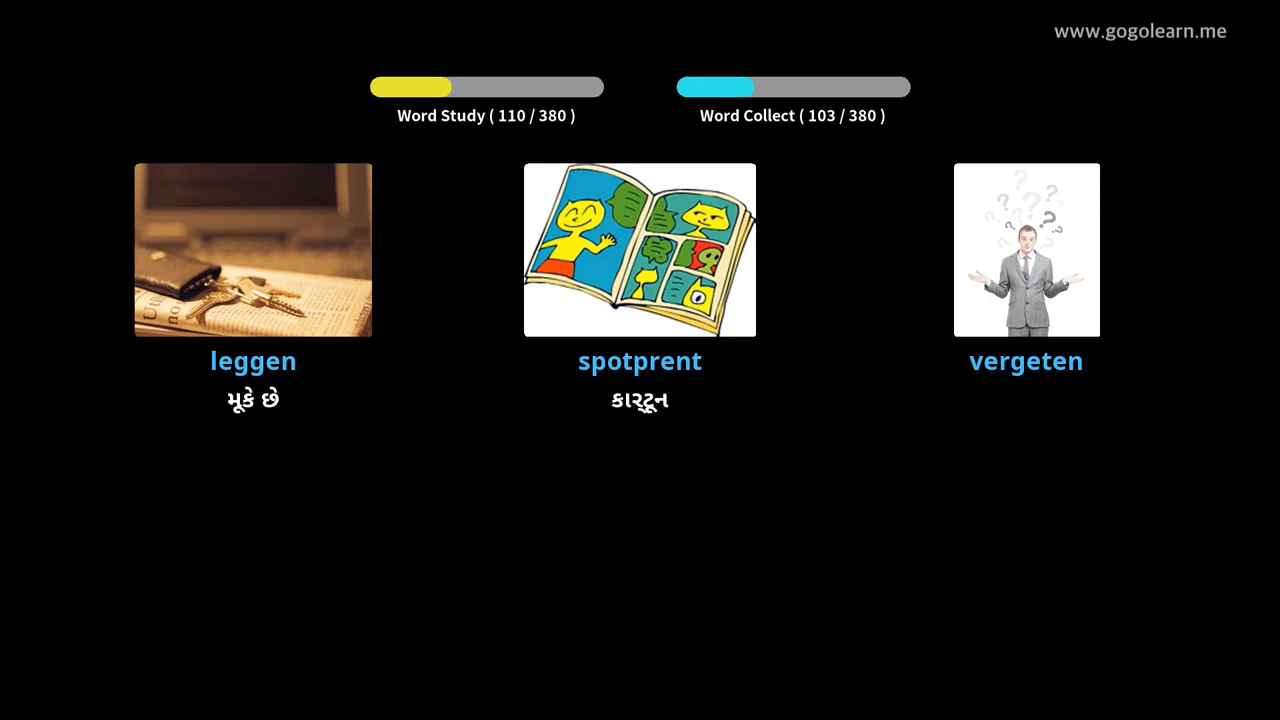 www.gogolearn.me
Word Study ( 110 / 380 )
Word Collect ( 103 / 380 )
leggen
spotprent
vergeten
મૂકે છે
કાર્ટૂન